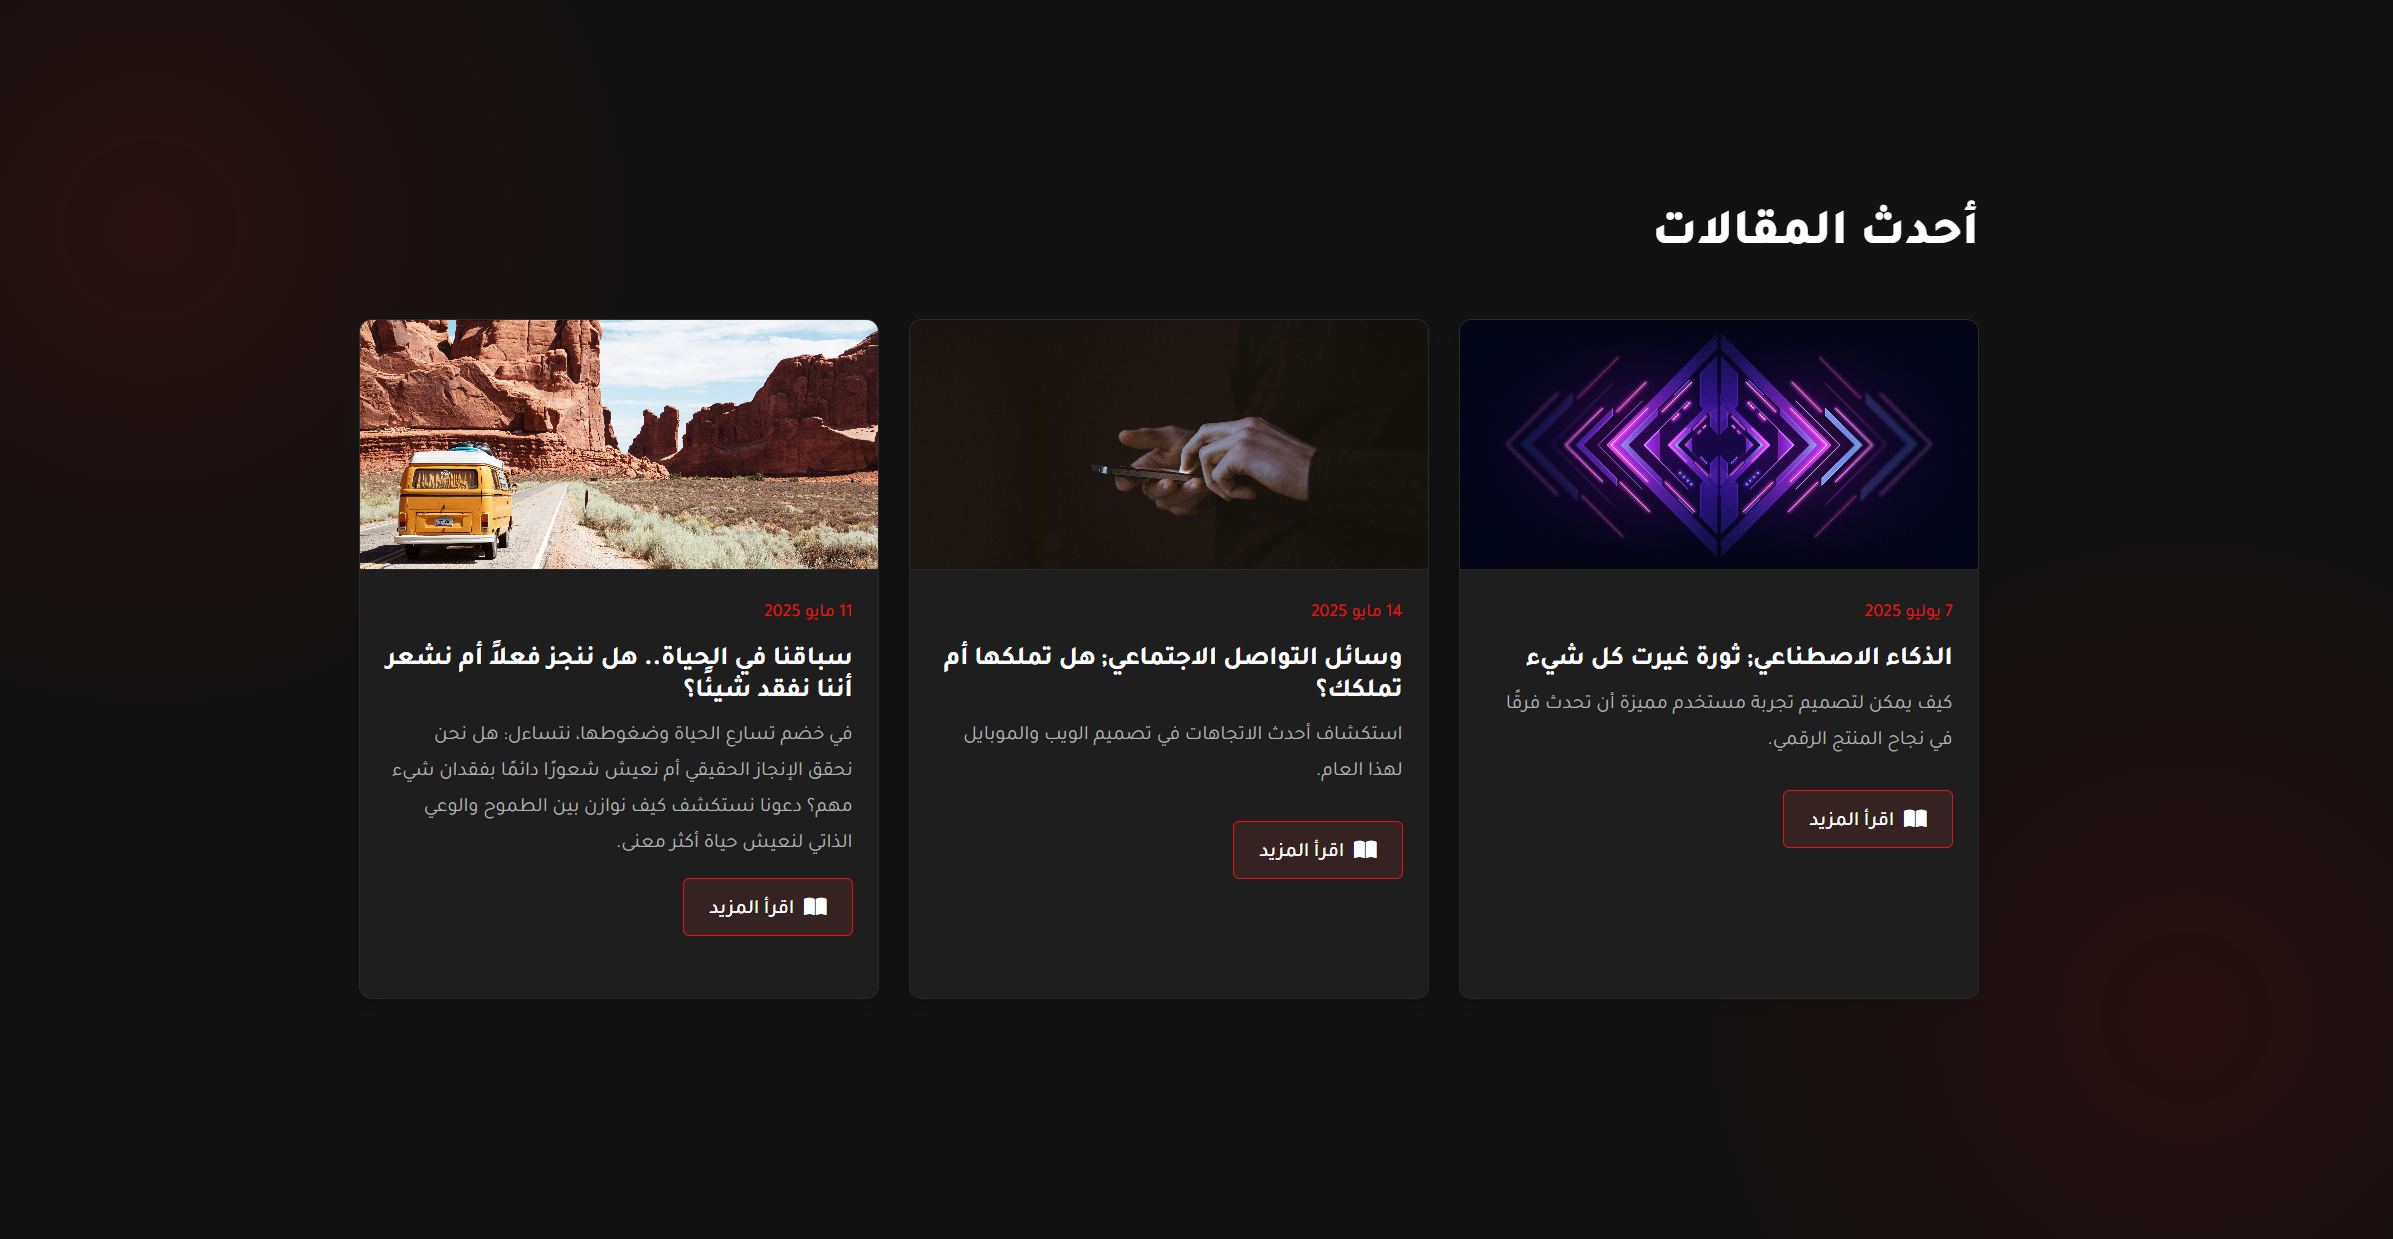 أحدث المقالات
7 يوليو 2025
الذكاء الاصطناعي: ثورة غيرت كل شيء
كيف يمكن لتصميم تجربة مستخدم مميزة أن تحدث فرقًا
في نجاح المنتج الرقمي.
اقرأ المزيد
14 مايو 2025
وسائل التواصل الاجتماعي: هل تملكها أم
تملكك؟
استكشاف أحدث الاتجاهات في تصميم الويب والموبايل
لهذا العام.
اقرأ المزيد
11 مايو 2025
سباقنا في الحياة.. هل ننجز فعلاً أم نشعر
أننا نفقد شيئًا؟
في خضم تسارع الحياة وضغوطها، نتساءل: هل نحن
نحقق الإنجاز الحقيقي أم نعيش شعورًا دائمًا بفقدان شيء
مهم؟ دعونا نستكشف كيف نوازن بين الطموح والوعي
الذاتي لنعيش حياة أكثر معنى.
اقرأ المزيد